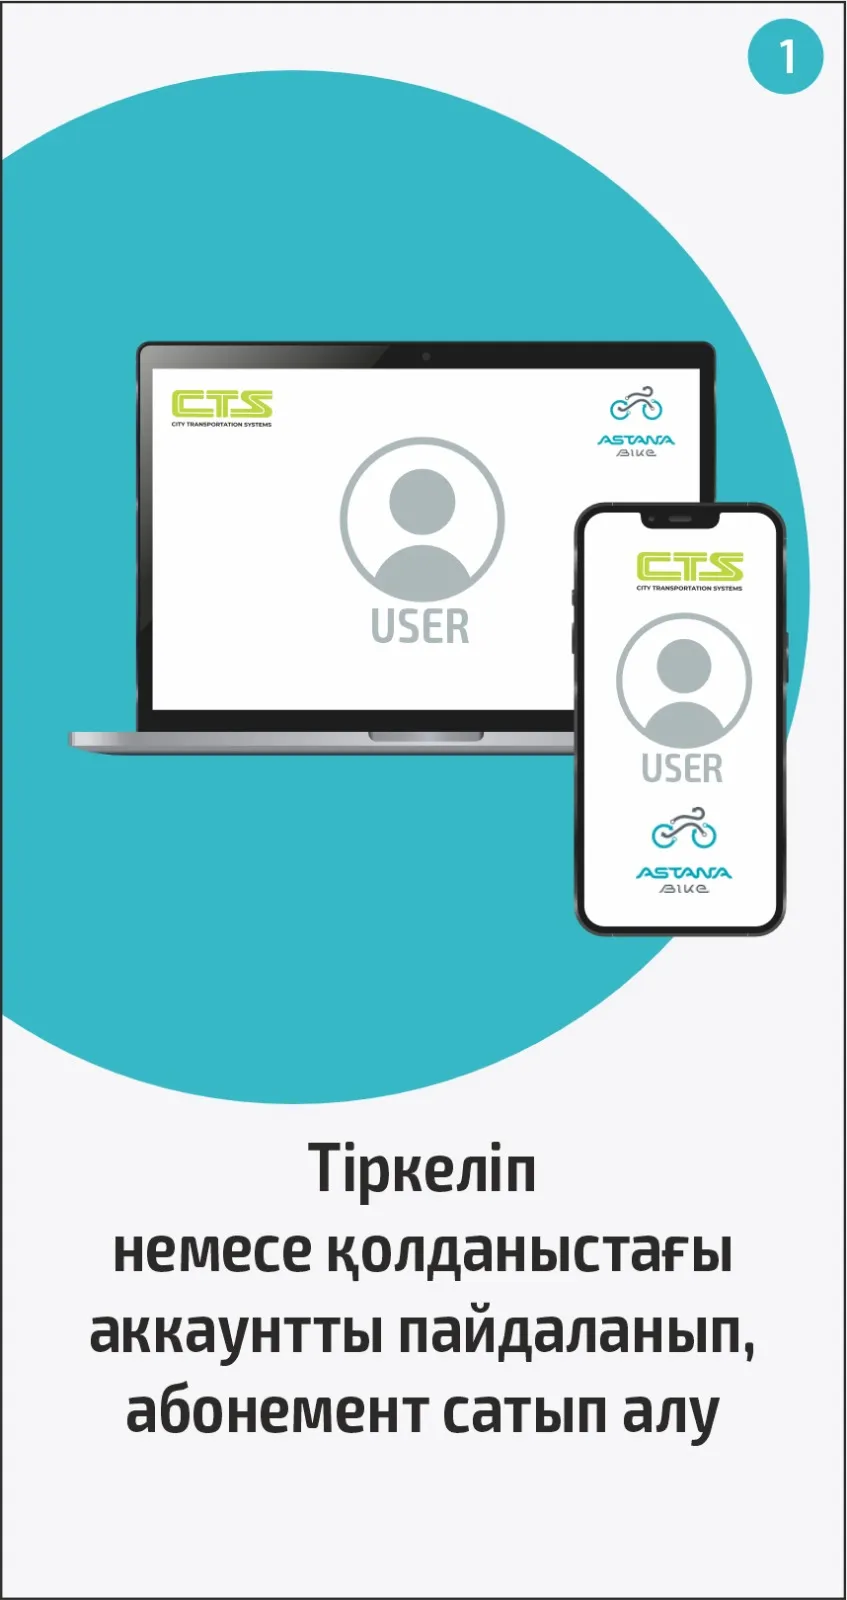 1
CTS
CITY TRANSPORTATION SYSTEMS
ASTANA
BIKE
USER
CTS
CITY TRANSPORTATION SYSTEMS
USER
ASTANA
BIKE
Тіркеліп
немесе қолданыстағы
аккаунтты пайдаланып,
абонемент сатып алу